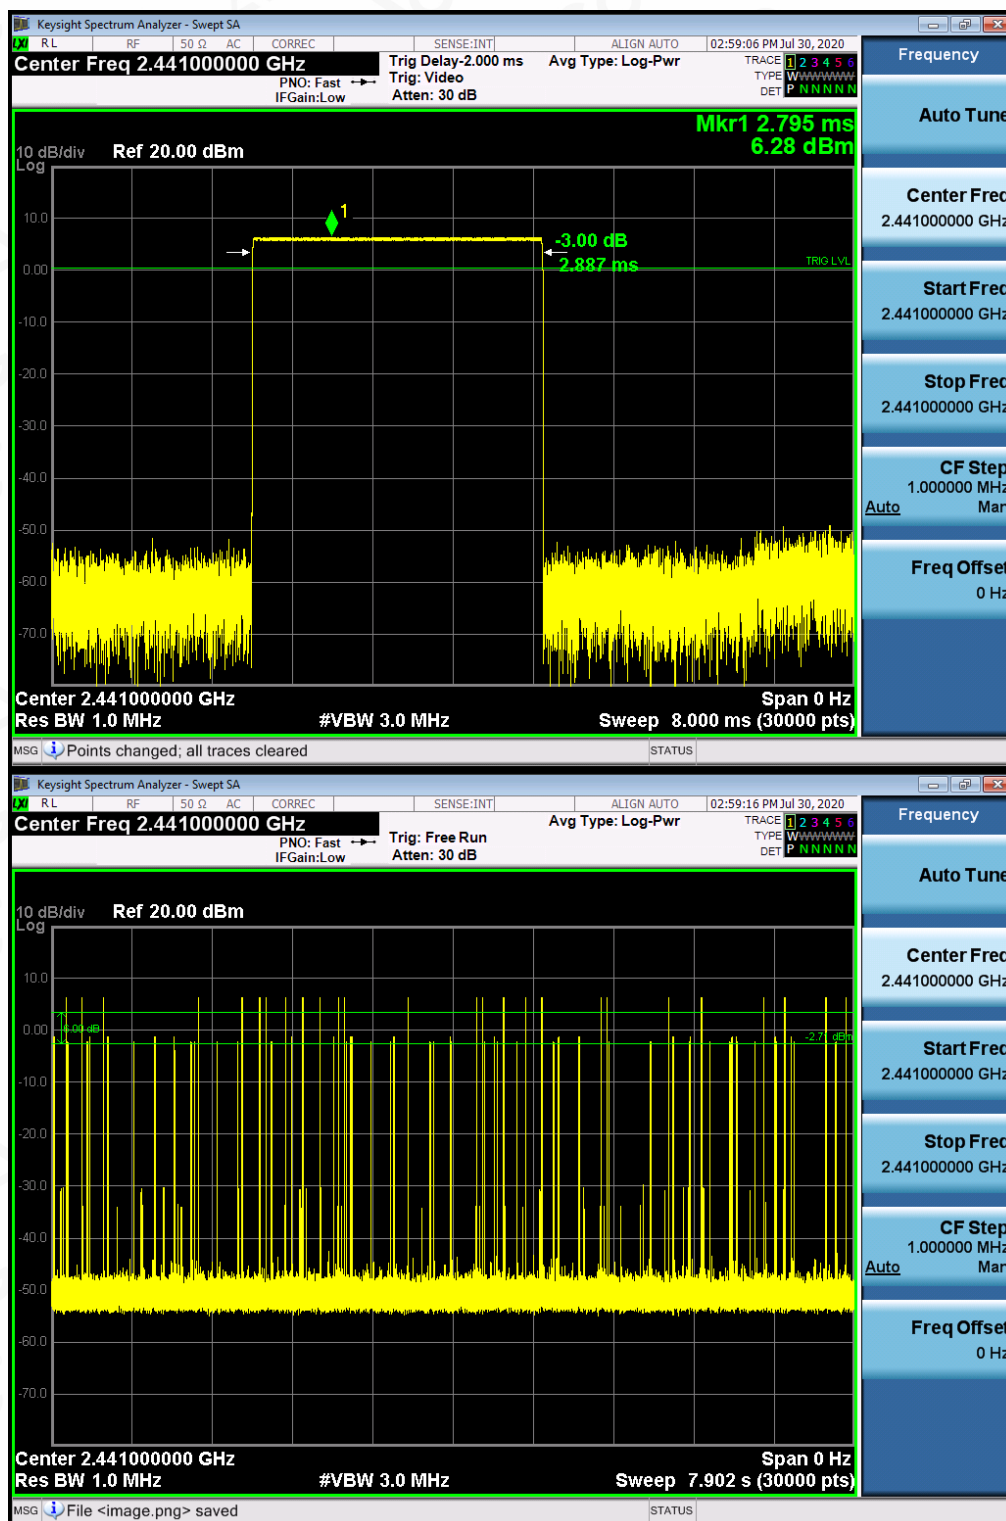 Keysight Spectrum Analyzer - Swept SA
LXI RL RF 50 Ω AC CORREC SENSE:INT ALIGN AUTO 02:59:06 PM Jul 30, 2020
Center Freq 2.441000000 GHz
Trig Delay-2.000 ms Avg Type: Log-Pwr TRACE 1 2 3 4 5 6
PNO: Fast Trig: Video TYPE WWWWWWW
IFGain:Low Atten: 30 dB DET P N N N N N
Mkr1 2.795 ms
10 dB/div Ref 20.00 dBm 6.28 dBm
Log
10.0
0.00
-10.0
-20.0
-30.0
-40.0
-50.0
-60.0
-70.0
1
-3.00 dB
2.887 ms
TRIG LVL
Center 2.441000000 GHz Span 0 Hz
Res BW 1.0 MHz #VBW 3.0 MHz Sweep 8.000 ms (30000 pts)
MSG Points changed; all traces cleared STATUS
Frequency
Auto Tune
Center Freq
2.441000000 GHz
Start Freq
2.441000000 GHz
Stop Freq
2.441000000 GHz
CF Step
1.000000 MHz
Auto Man
Freq Offset
0 Hz
Keysight Spectrum Analyzer - Swept SA
LXI RL RF 50 Ω AC CORREC SENSE:INT ALIGN AUTO 02:59:16 PM Jul 30, 2020
Center Freq 2.441000000 GHz
Avg Type: Log-Pwr TRACE 1 2 3 4 5 6
PNO: Fast Trig: Free Run TYPE WWWWWWW
IFGain:Low Atten: 30 dB DET P N N N N N
10 dB/div Ref 20.00 dBm
Log
10.0
0.00
-10.0
-20.0
-30.0
-40.0
-50.0
-60.0
-70.0
6.00 dB
-2.71 dBm
Center 2.441000000 GHz Span 0 Hz
Res BW 1.0 MHz #VBW 3.0 MHz Sweep 7.902 s (30000 pts)
MSG File <image.png> saved STATUS
Frequency
Auto Tune
Center Freq
2.441000000 GHz
Start Freq
2.441000000 GHz
Stop Freq
2.441000000 GHz
CF Step
1.000000 MHz
Auto Man
Freq Offset
0 Hz